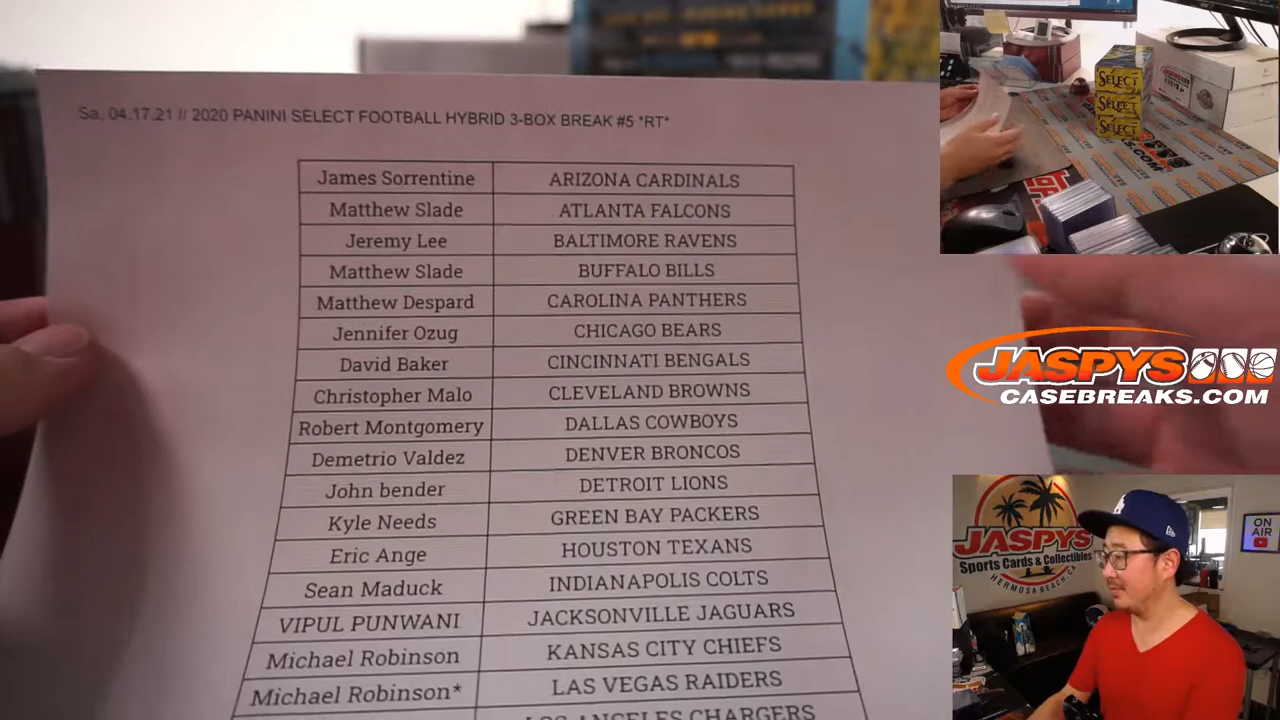 Sa, 04.17.21 // 2020 PANINI SELECT FOOTBALL HYBRID 3-BOX BREAK #5 *RT*
James Sorrentine ARIZONA CARDINALS
Matthew Slade ATLANTA FALCONS
Jeremy Lee BALTIMORE RAVENS
Matthew Slade BUFFALO BILLS
Matthew Despard CAROLINA PANTHERS
Jennifer Ozug CHICAGO BEARS
David Baker CINCINNATI BENGALS
Christopher Malo CLEVELAND BROWNS
Robert Montgomery DALLAS COWBOYS
Demetrio Valdez DENVER BRONCOS
John bender DETROIT LIONS
Kyle Needs GREEN BAY PACKERS
Eric Ange HOUSTON TEXANS
Sean Maduck INDIANAPOLIS COLTS
VIPUL PUNWANI JACKSONVILLE JAGUARS
Michael Robinson KANSAS CITY CHIEFS
Michael Robinson* LAS VEGAS RAIDERS
LOS ANGELES CHARGERS
SELECT
SELECT
SELECT
JASPYS
CASEBREAKS.COM
JASPYS
Sports Cards & Collectibles
HERMOSA BEACH, CA
LA
ON
AIR